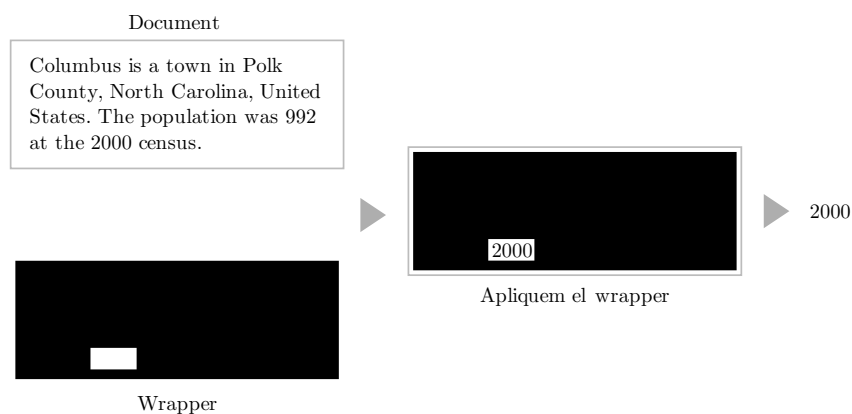 Document
Columbus is a town in Polk
County, North Carolina, United
States. The population was 992
at the 2000 census.
Wrapper
2000
Apliquem el wrapper
2000